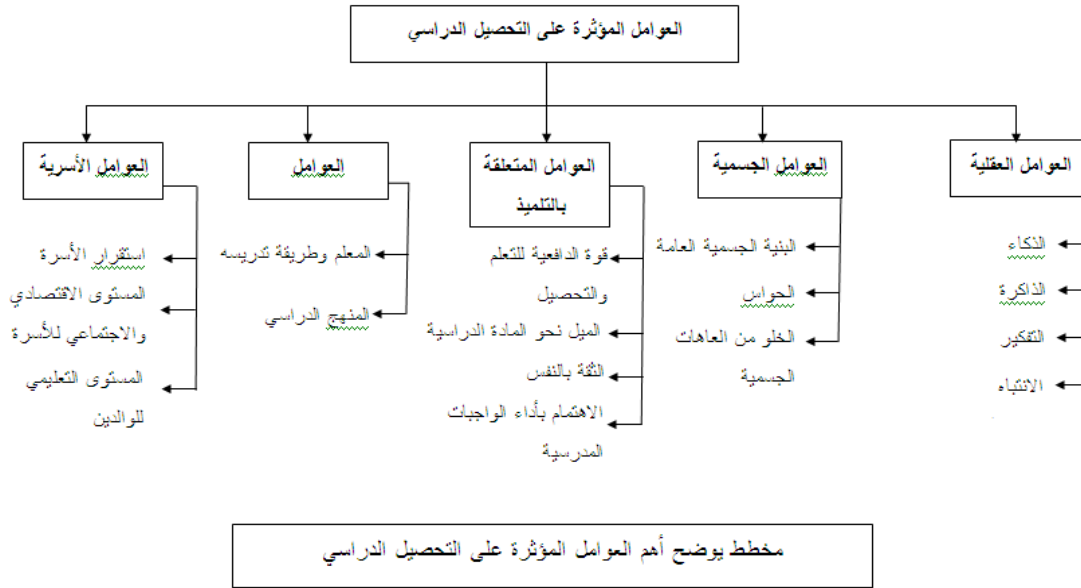 العوامل المؤثرة على التحصيل الدراسي
العوامل العقلية
الذكاء
الذاكرة
التفكير
الانتباه
العوامل الجسمية
البنية الجسمية العامة
الحواس
الخلو من العاهات
الجسمية
العوامل المتعلقة
بالتلميذ
قوة الدافعية للتعلم
والتحصيل
الميل نحو المادة الدراسية
الثقة بالنفس
الاهتمام بأداء الواجبات
المدرسية
العوامل
المعلم وطريقة تدريسه
المنهج الدراسي
العوامل الأسرية
استقرار الأسرة
المستوى الاقتصادي
والاجتماعي للأسرة
المستوى التعليمي
للوالدين
مخطط يوضح أهم العوامل المؤثرة على التحصيل الدراسي